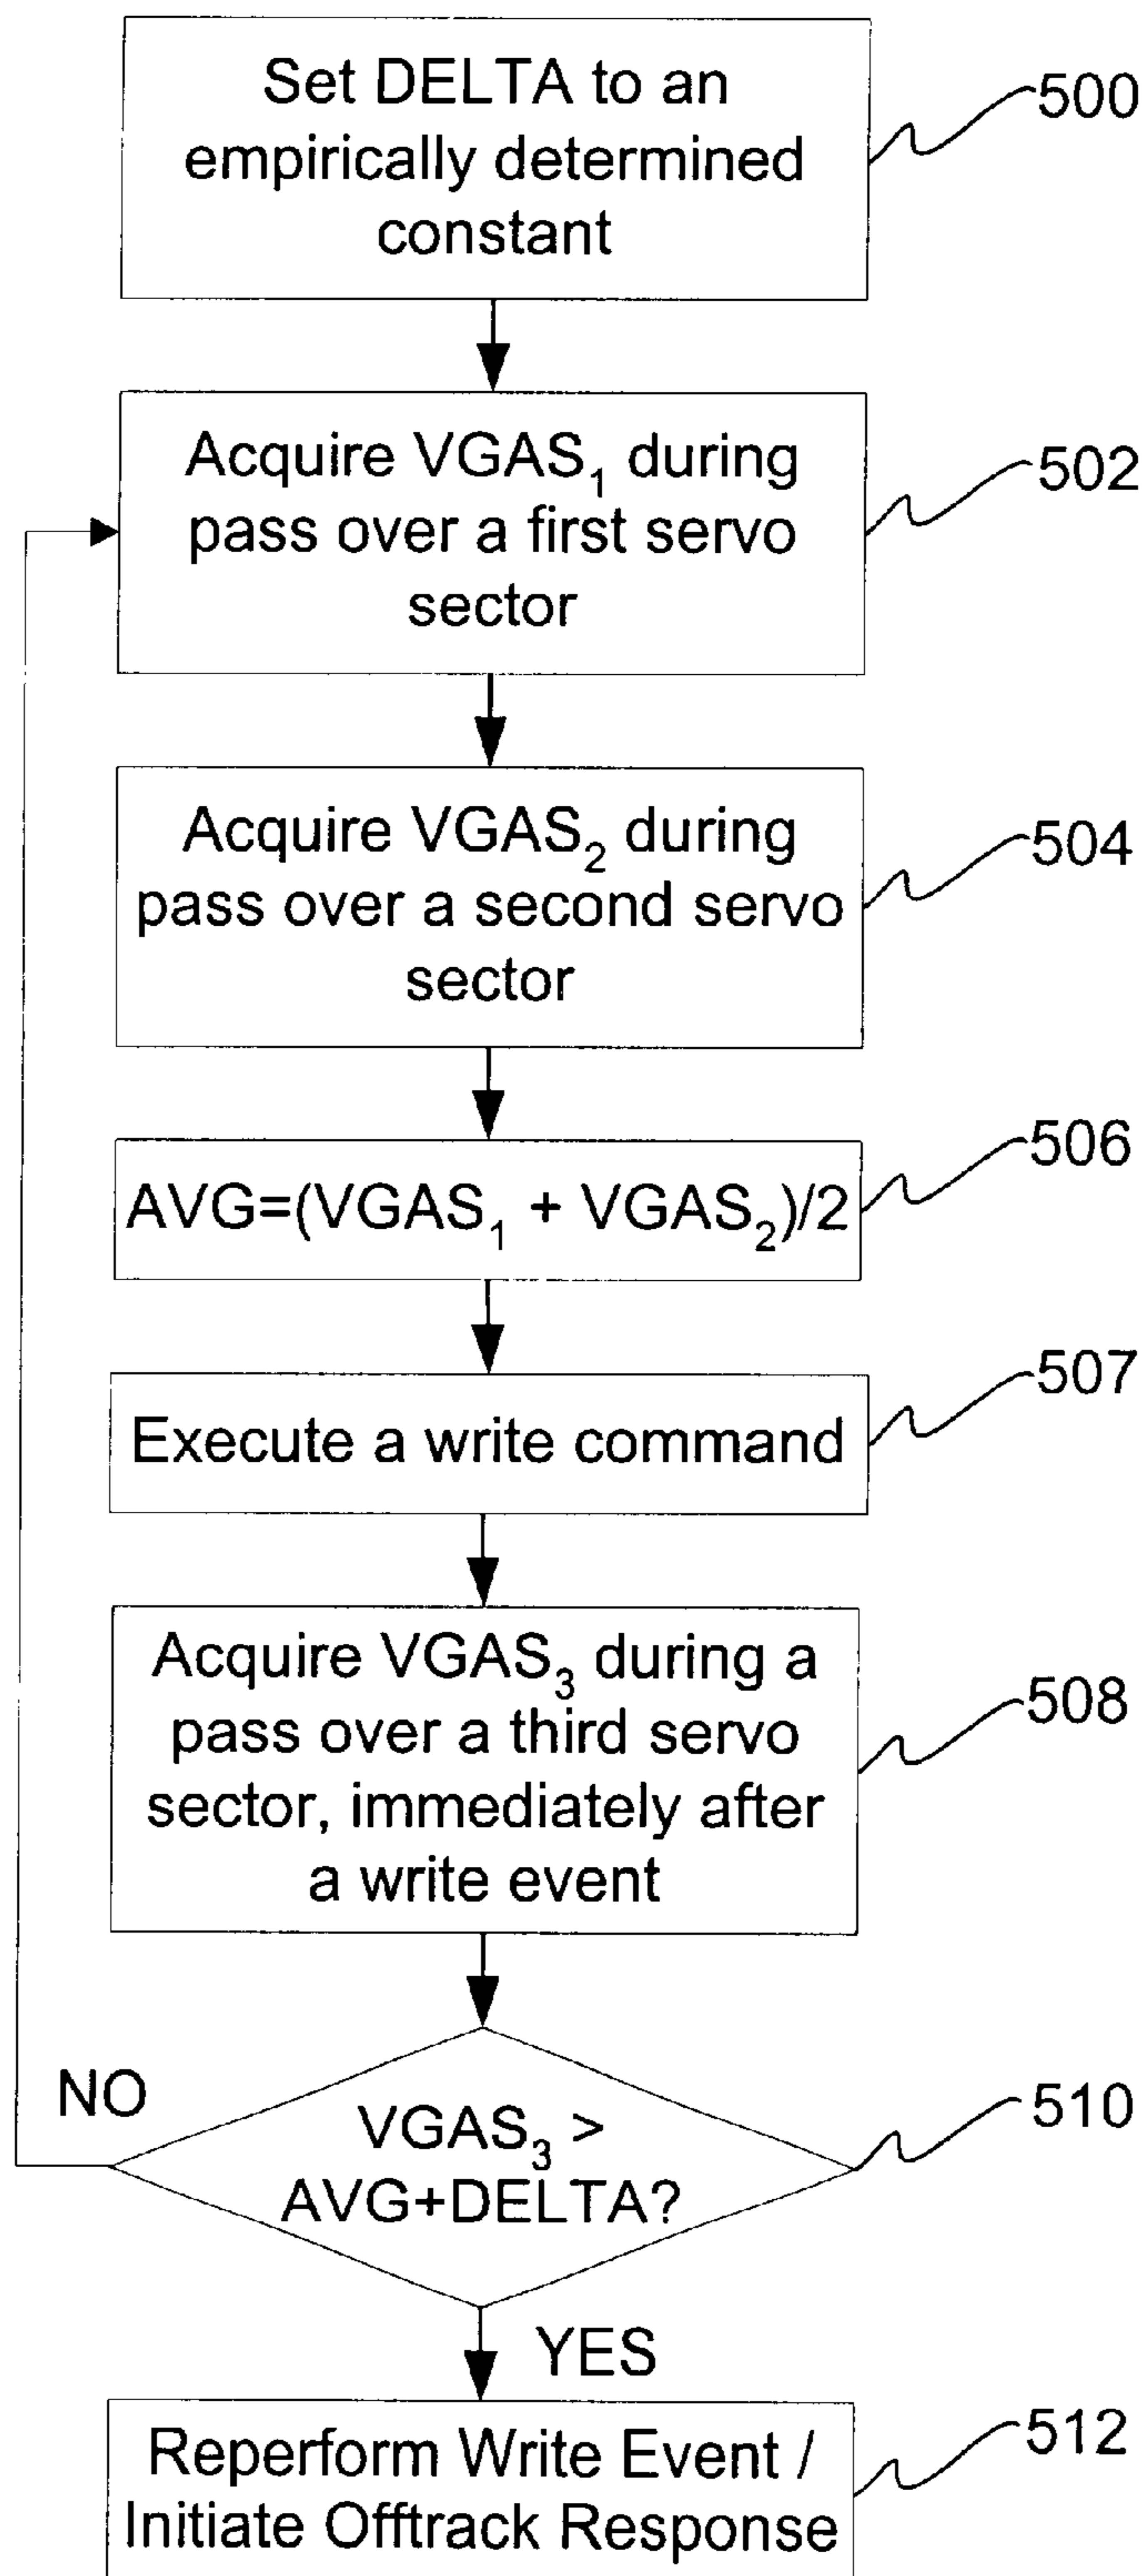 Set DELTA to an
empirically determined
constant
500
Acquire VGAS₁ during
pass over a first servo
sector
502
Acquire VGAS₂ during
pass over a second servo
sector
504
AVG=(VGAS₁ + VGAS₂)/2
506
Execute a write command
507
Acquire VGAS₃ during a
pass over a third servo
sector, immediately after
a write event
508
NO
VGAS₃ >
AVG+DELTA?
510
YES
Reperform Write Event /
Initiate Offtrack Response
512